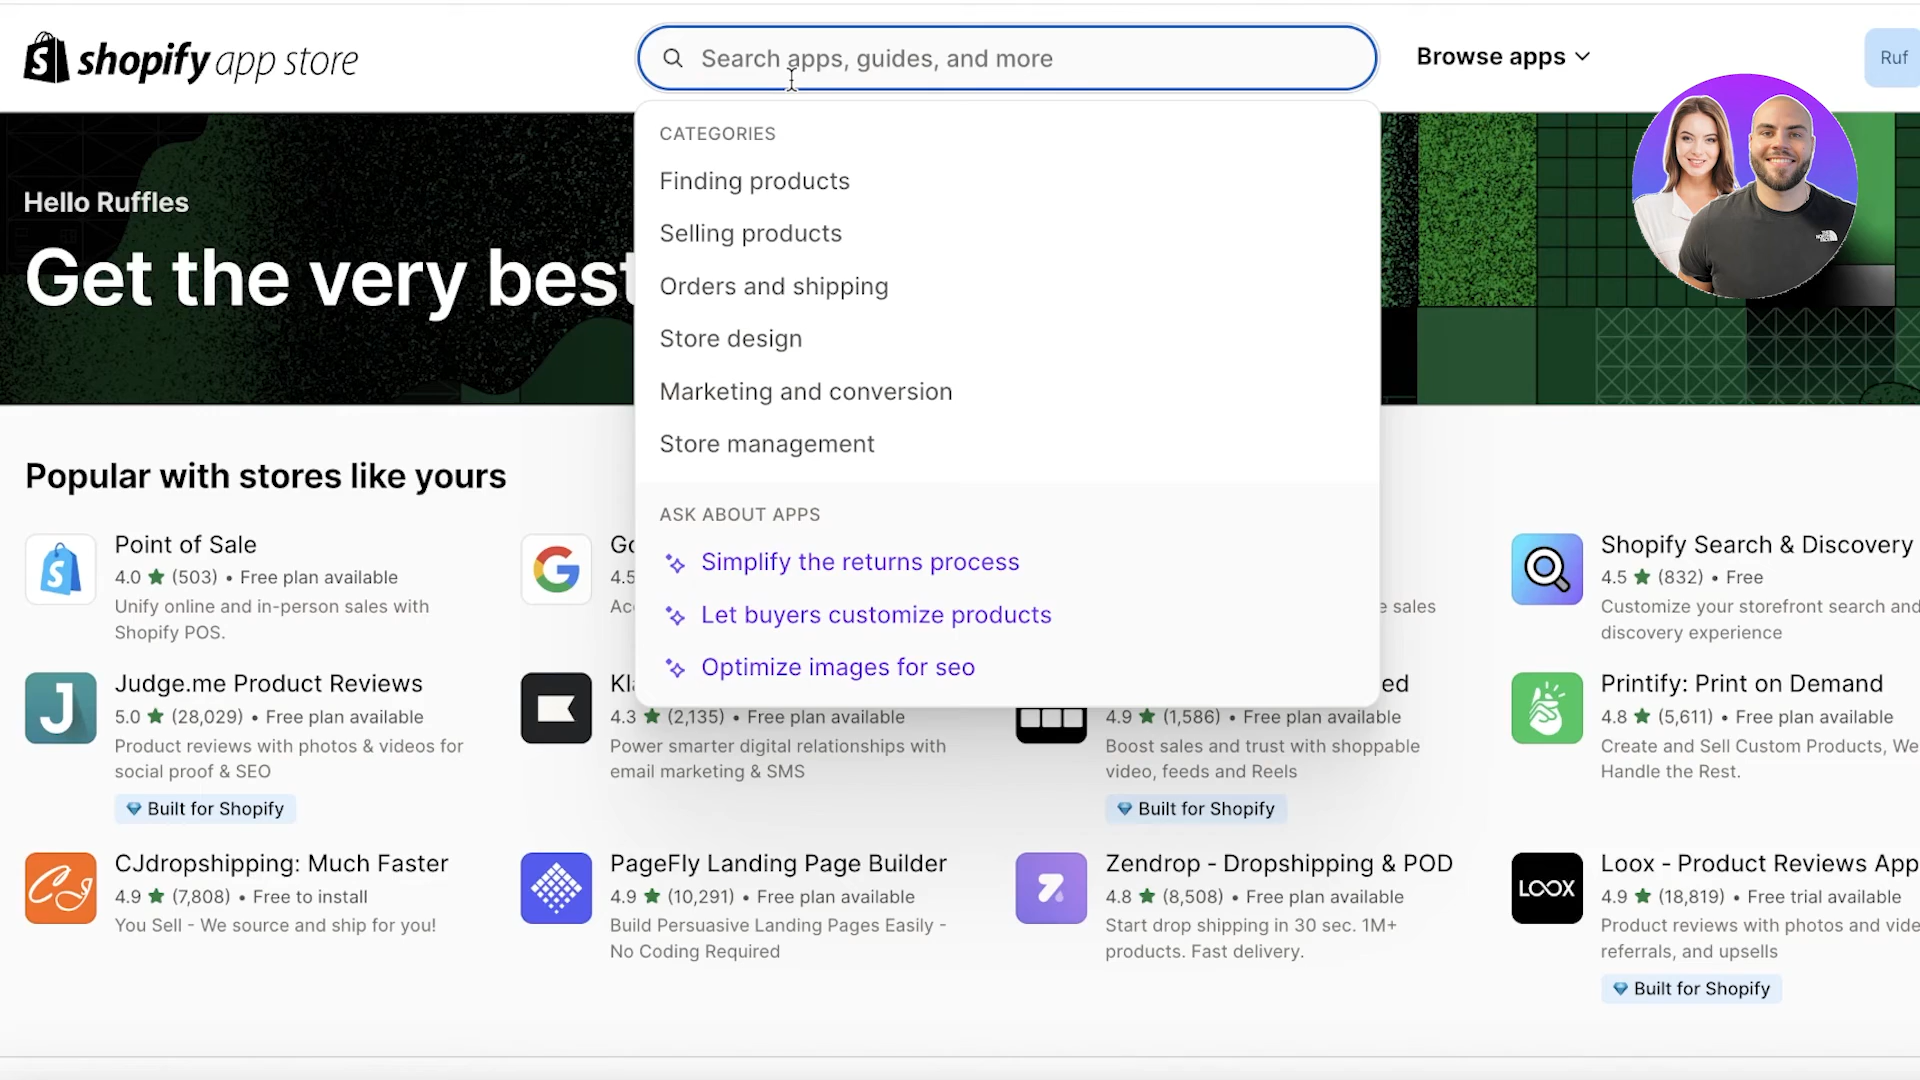 shopify app store
Search apps, guides, and more
Browse apps
Ruf
Hello Ruffles
Get the very best
CATEGORIES
Finding products
Selling products
Orders and shipping
Store design
Marketing and conversion
Store management
ASK ABOUT APPS
Simplify the returns process
Let buyers customize products
Optimize images for seo
Popular with stores like yours
Point of Sale
4.0 ★ (503) • Free plan available
Unify online and in-person sales with
Shopify POS.
4.5
sales
Shopify Search & Discovery
4.5 ★ (832) • Free
Customize your storefront search and
discovery experience
Judge.me Product Reviews
5.0 ★ (28,029) • Free plan available
Product reviews with photos & videos for
social proof & SEO
Built for Shopify
4.3 ★ (2,135) • Free plan available
Power smarter digital relationships with
email marketing & SMS
ed
4.9 ★ (1,586) • Free plan available
Boost sales and trust with shoppable
video, feeds and Reels
Built for Shopify
Printify: Print on Demand
4.8 ★ (5,611) • Free plan available
Create and Sell Custom Products, We
Handle the Rest.
CJdropshipping: Much Faster
4.9 ★ (7,808) • Free to install
You Sell - We source and ship for you!
PageFly Landing Page Builder
4.9 ★ (10,291) • Free plan available
Build Persuasive Landing Pages Easily -
No Coding Required
Zendrop - Dropshipping & POD
4.8 ★ (8,508) • Free plan available
Start drop shipping in 30 sec. 1M+
products. Fast delivery.
LOOX
Loox - Product Reviews App
4.9 ★ (18,819) • Free trial available
Product reviews with photos and vide
referrals, and upsells
Built for Shopify